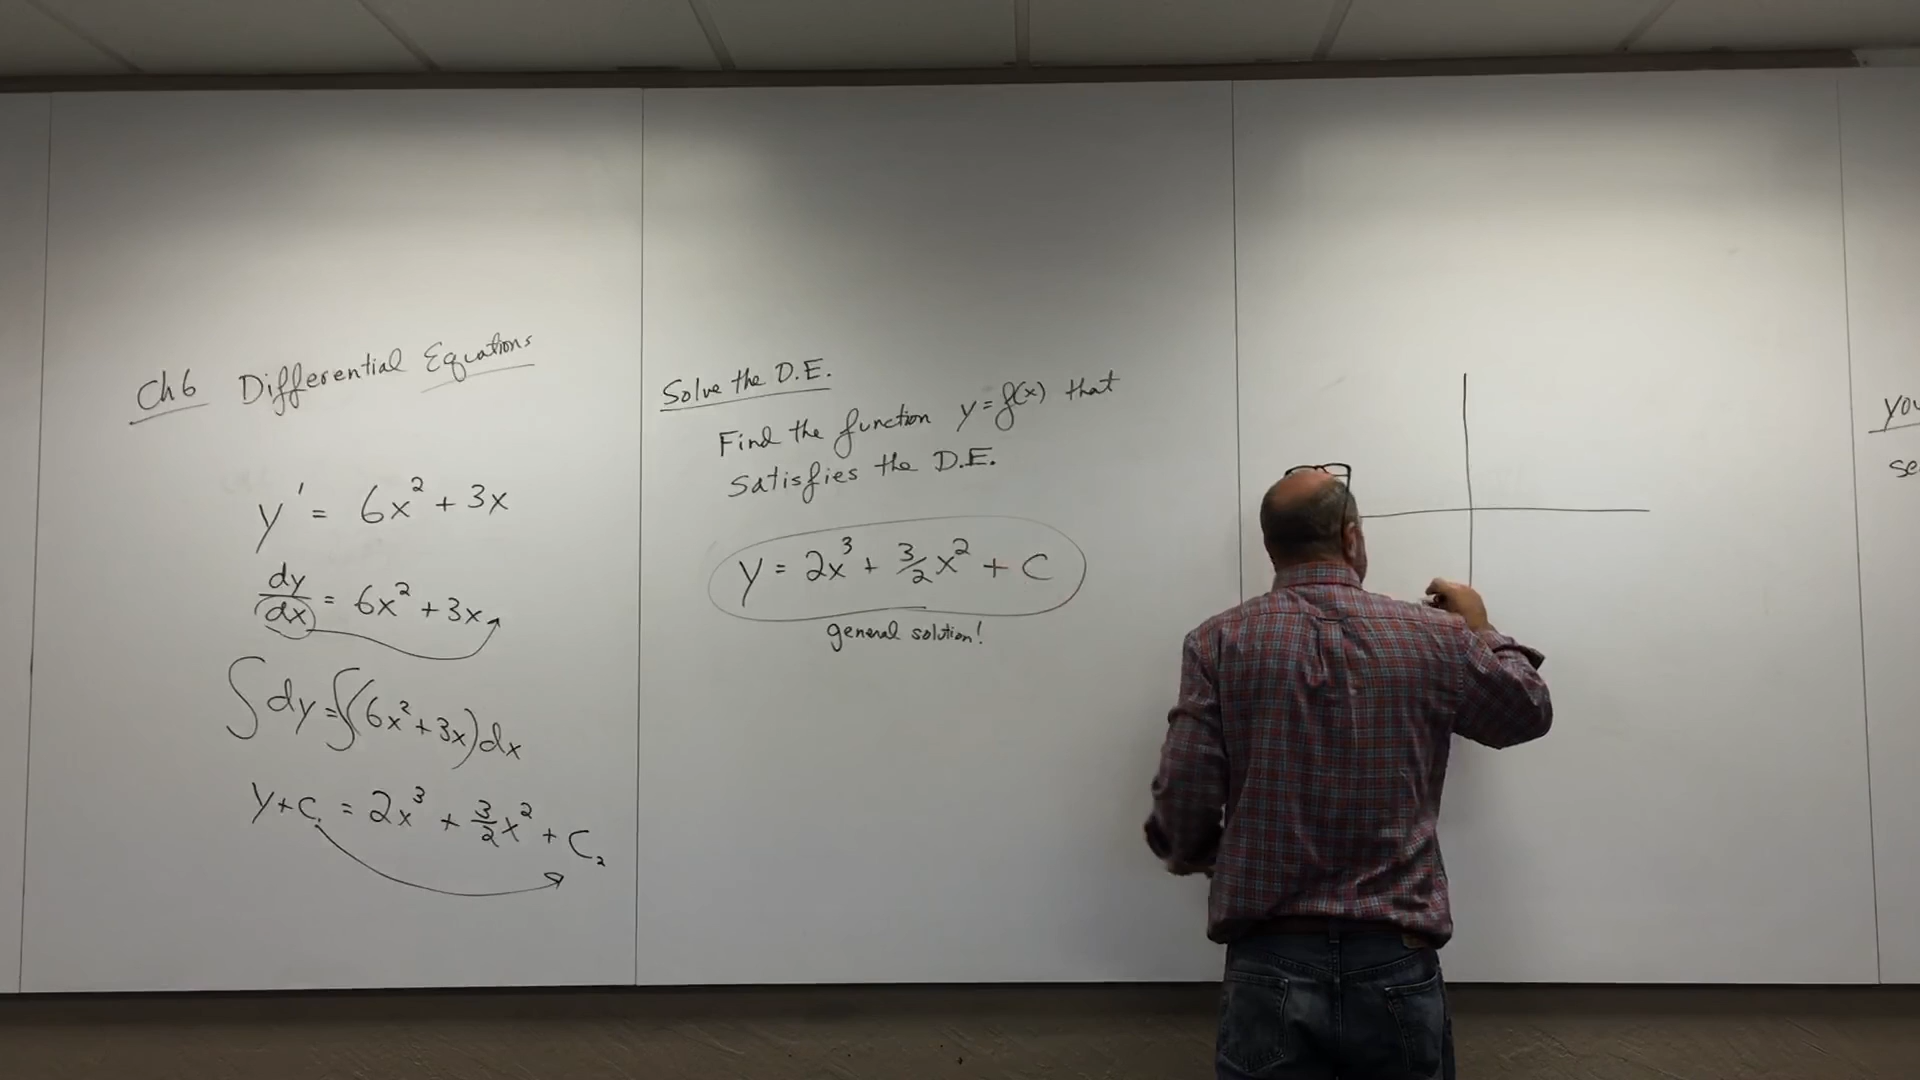 Ch 6 Differential Equations
y' = 6x² + 3x
dy/dx = 6x² + 3x
∫dy = ∫(6x² + 3x)dx
y + C₁ = 2x³ + 3/2 x² + C₂
Solve the D.E.
Find the function y = f(x) that
satisfies the D.E.
y = 2x³ + 3/2 x² + C
general solution!